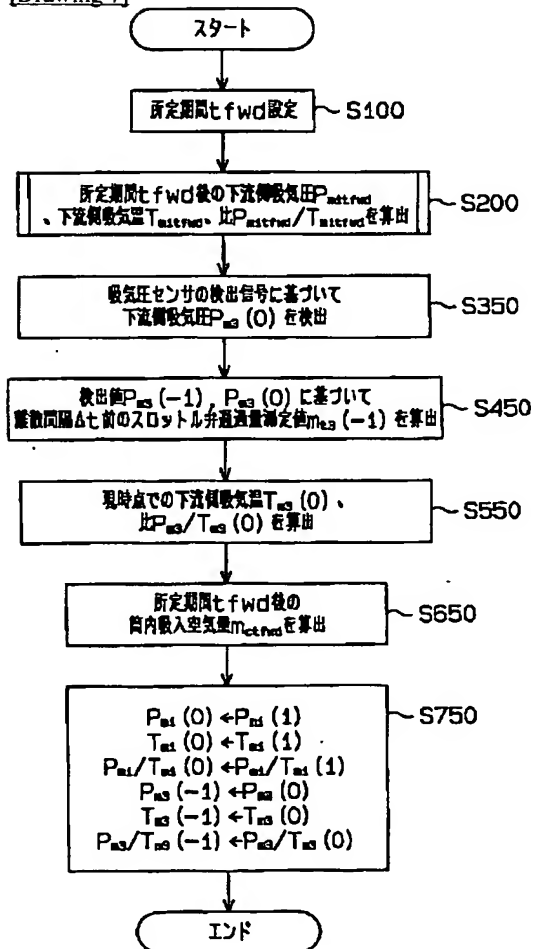 [Drawing 7]
スタート
所定期間tfwd設定
S100
所定期間tfwd後の下流側吸気圧Pmitfwd
、下流側吸気温Tmitfwd、比Pmitfwd/Tmitfwdを算出
S200
吸気圧センサの検出信号に基づいて
下流側吸気圧Pm3(0)を検出
S350
検出値Pm3(-1),Pm3(0)に基づいて
離散間隔Δt前のスロットル弁通過量測定値mt3(-1)を算出
S450
現時点での下流側吸気温Tm3(0)、
比Pm3/Tm3(0)を算出
S550
所定期間tfwd後の
筒内吸入空気量mctfwdを算出
S650
Pmi(0)←Pmi(1)
Tmi(0)←Tmi(1)
Pmi/Tmi(0)←Pmi/Tmi(1)
Pm3(-1)←Pm3(0)
Tm3(-1)←Tm3(0)
Pm3/Tm3(-1)←Pm3/Tm3(0)
S750
エンド